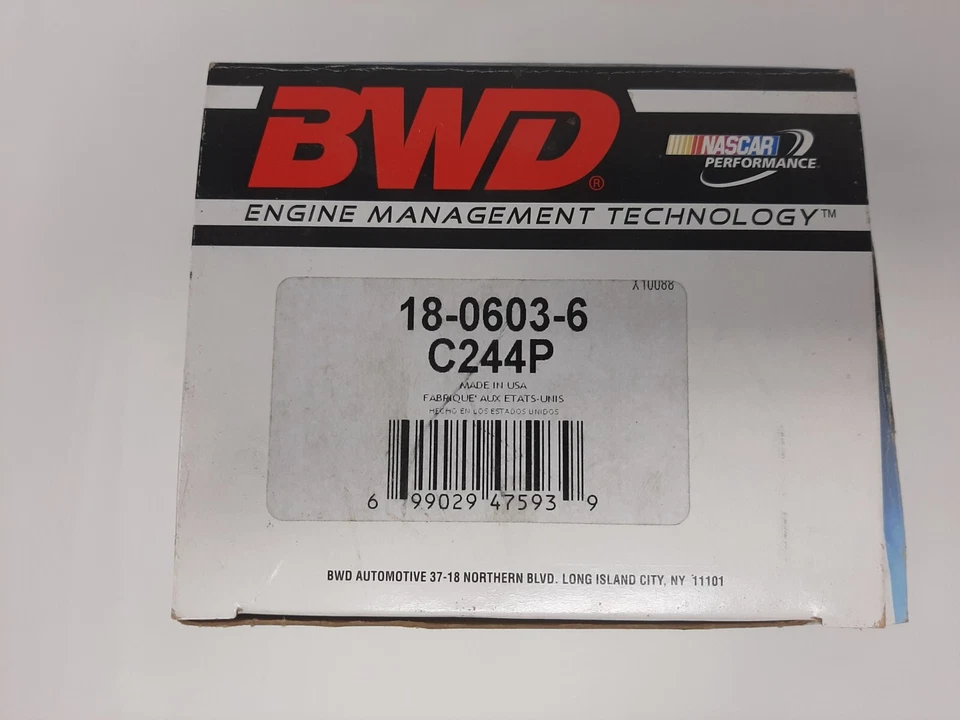 BWD®
NASCAR
PERFORMANCE
ENGINE MANAGEMENT TECHNOLOGY™
X10088
18-0603-6
C244P
MADE IN USA
FABRIQUE' AUX ETATS-UNIS
HECHO EN LOS ESTADOS UNIDOS
6 99029 47593 9
BWD AUTOMOTIVE 37-18 NORTHERN BLVD. LONG ISLAND CITY, NY 11101